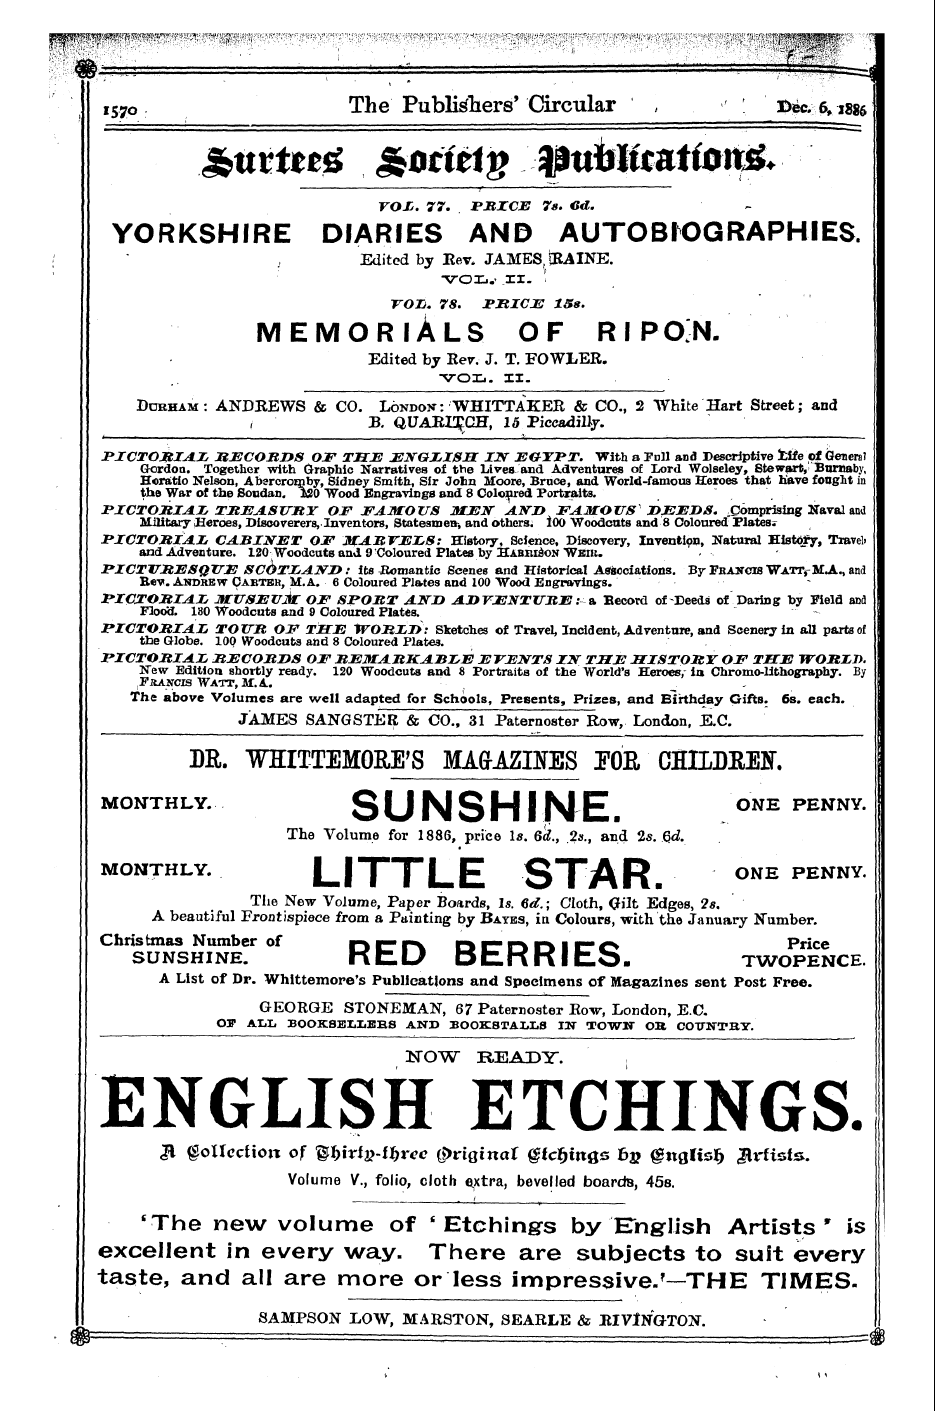 1570 The Publishers' Circular Dec. 6, 1886
Surtees Society Publications.
VOL. 77. PRICE 7s. 6d.
YORKSHIRE DIARIES AND AUTOBIOGRAPHIES.
Edited by Rev. JAMES RAINE.
VOL. II.
VOL. 78. PRICE 15s.
MEMORIALS OF RIPON.
Edited by Rev. J. T. FOWLER.
VOL. II.
DURHAM: ANDREWS & CO. LONDON: WHITTAKER & CO., 2 White Hart Street; and
B. QUARITCH, 15 Piccadilly.
PICTORIAL RECORDS OF THE ENGLISH IN EGYPT. With a Full and Descriptive Life of General
Gordon. Together with Graphic Narratives of the Lives and Adventures of Lord Wolseley, Stewart, Burnaby,
Horatio Nelson, Abercromby, Sidney Smith, Sir John Moore, Bruce, and World-famous Heroes that have fought in
the War of the Soudan. 120 Wood Engravings and 8 Coloured Portraits.
PICTORIAL TREASURY OF FAMOUS MEN AND FAMOUS DEEDS. Comprising Naval and
Military Heroes, Discoverers, Inventors, Statesmen, and others. 100 Woodcuts and 8 Coloured Plates.
PICTORIAL CABINET OF MARVELS: History, Science, Discovery, Invention, Natural History, Travel,
and Adventure. 120 Woodcuts and 9 Coloured Plates by HARRISON WEIR.
PICTURESQUE SCOTLAND: its Romantic Scenes and Historical Associations. By FRANCIS WATT, M.A., and
Rev. ANDREW CARTER, M.A. 6 Coloured Plates and 100 Wood Engravings.
PICTORIAL MUSEUM OF SPORT AND ADVENTURE: a Record of Deeds of Daring by Field and
Flood. 130 Woodcuts and 9 Coloured Plates.
PICTORIAL TOUR OF THE WORLD: Sketches of Travel, Incident, Adventure, and Scenery in all parts of
the Globe. 100 Woodcuts and 8 Coloured Plates.
PICTORIAL RECORDS OF REMARKABLE EVENTS IN THE HISTORY OF THE WORLD.
New Edition shortly ready. 120 Woodcuts and 8 Portraits of the World's Heroes, in Chromo-lithography. By
FRANCIS WATT, M.A.
The above Volumes are well adapted for Schools, Presents, Prizes, and Birthday Gifts. 6s. each.
JAMES SANGSTER & CO., 31 Paternoster Row, London, E.C.
DR. WHITTEMORE'S MAGAZINES FOR CHILDREN.
MONTHLY. SUNSHINE. ONE PENNY.
The Volume for 1886, price 1s. 6d., 2s., and 2s. 6d.
MONTHLY. LITTLE STAR. ONE PENNY.
The New Volume, Paper Boards, 1s. 6d.; Cloth, Gilt Edges, 2s.
A beautiful Frontispiece from a Painting by BAYES, in Colours, with the January Number.
Christmas Number of
SUNSHINE. RED BERRIES. Price
TWOPENCE.
A List of Dr. Whittemore's Publications and Specimens of Magazines sent Post Free.
GEORGE STONEMAN, 67 Paternoster Row, London, E.C.
OF ALL BOOKSELLERS AND BOOKSTALLS IN TOWN OR COUNTRY.
NOW READY.
ENGLISH ETCHINGS.
A Collection of Thirty-three Original Etchings by English Artists.
Volume V., folio, cloth extra, bevelled boards, 45s.
'The new volume of 'Etchings by English Artists' is
excellent in every way. There are subjects to suit every
taste, and all are more or less impressive.'—THE TIMES.
SAMPSON LOW, MARSTON, SEARLE & RIVINGTON.